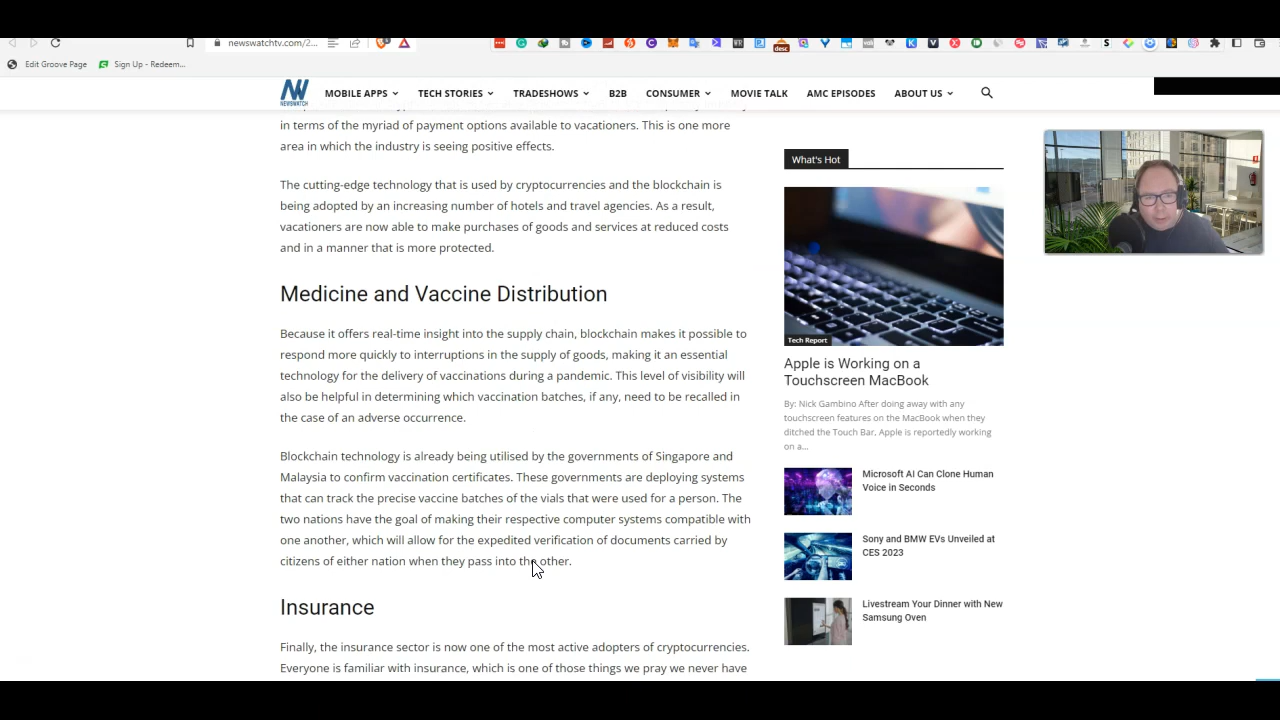 newswatchtv.com/2...
desc
Edit Groove Page
Sign Up - Redeem...
NEWSWATCH
MOBILE APPS
TECH STORIES
TRADESHOWS
B2B
CONSUMER
MOVIE TALK
AMC EPISODES
ABOUT US
in terms of the myriad of payment options available to vacationers. This is one more
area in which the industry is seeing positive effects.
The cutting-edge technology that is used by cryptocurrencies and the blockchain is
being adopted by an increasing number of hotels and travel agencies. As a result,
vacationers are now able to make purchases of goods and services at reduced costs
and in a manner that is more protected.
Medicine and Vaccine Distribution
Because it offers real-time insight into the supply chain, blockchain makes it possible to
respond more quickly to interruptions in the supply of goods, making it an essential
technology for the delivery of vaccinations during a pandemic. This level of visibility will
also be helpful in determining which vaccination batches, if any, need to be recalled in
the case of an adverse occurrence.
Blockchain technology is already being utilised by the governments of Singapore and
Malaysia to confirm vaccination certificates. These governments are deploying systems
that can track the precise vaccine batches of the vials that were used for a person. The
two nations have the goal of making their respective computer systems compatible with
one another, which will allow for the expedited verification of documents carried by
citizens of either nation when they pass into the other.
Insurance
Finally, the insurance sector is now one of the most active adopters of cryptocurrencies.
Everyone is familiar with insurance, which is one of those things we pray we never have
What's Hot
Tech Report
Apple is Working on a
Touchscreen MacBook
By: Nick Gambino After doing away with any
touchscreen features on the MacBook when they
ditched the Touch Bar, Apple is reportedly working
on a...
Microsoft AI Can Clone Human
Voice in Seconds
Sony and BMW EVs Unveiled at
CES 2023
Livestream Your Dinner with New
Samsung Oven